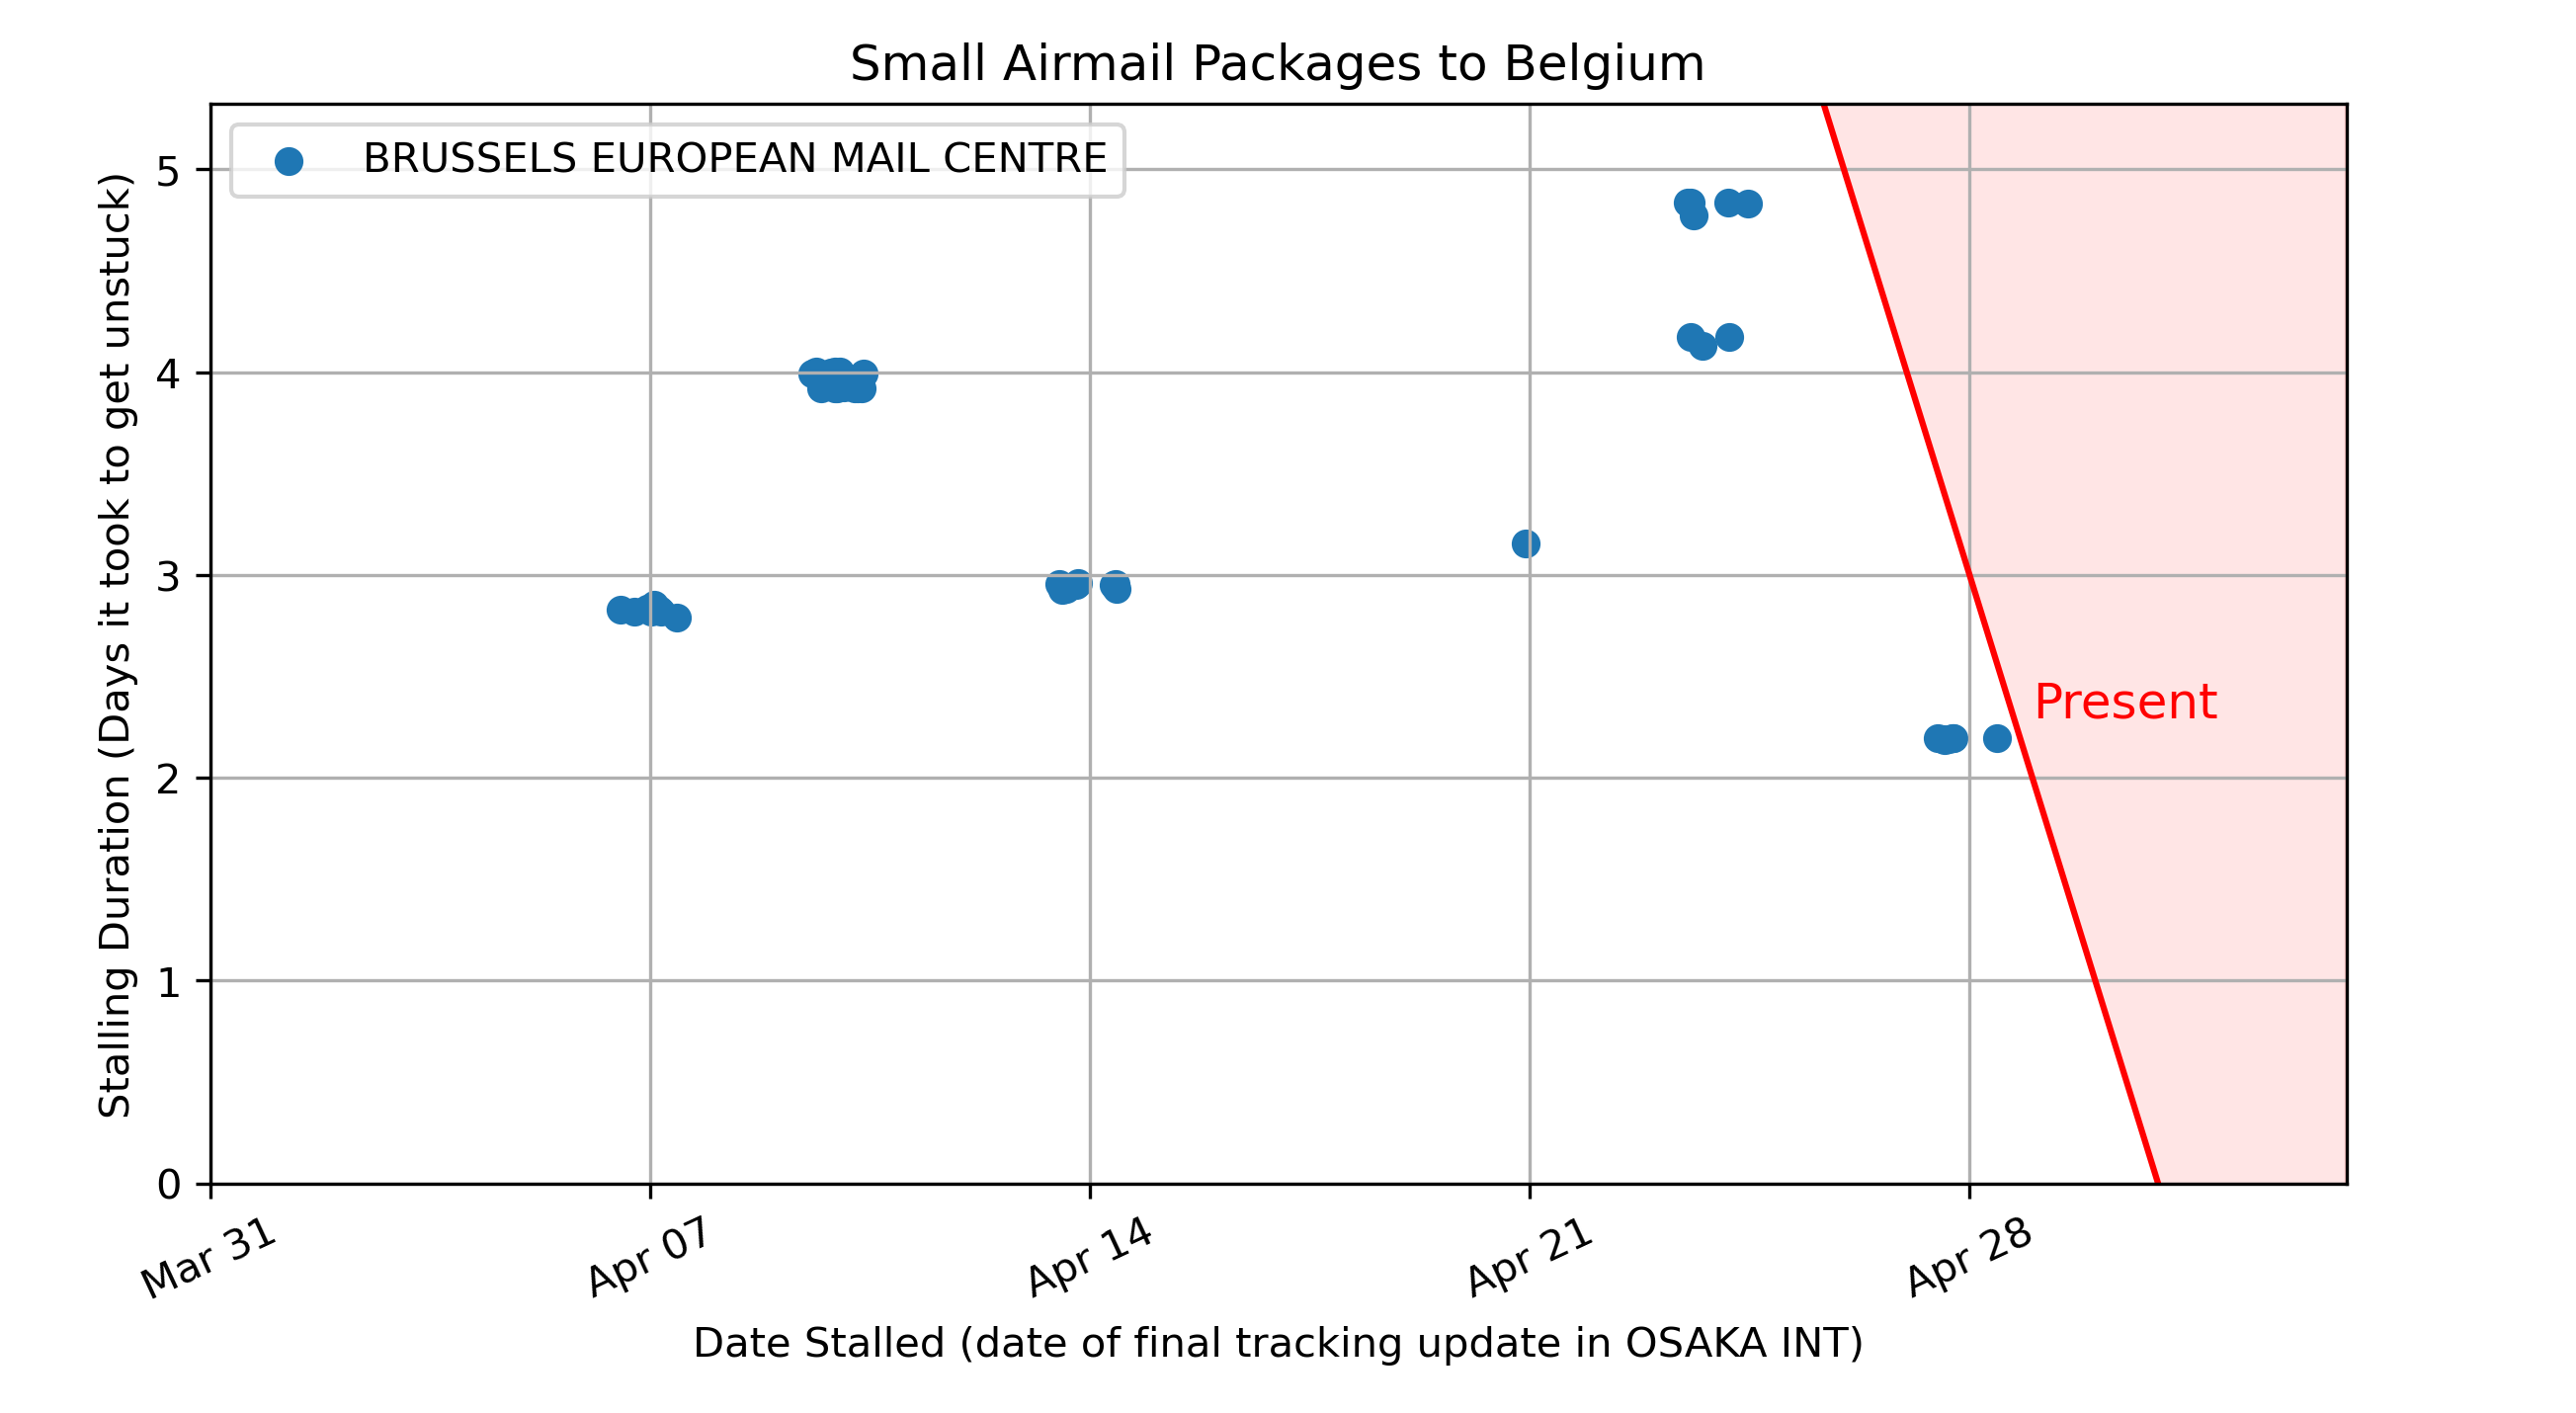 Small Airmail Packages to Belgium
BRUSSELS EUROPEAN MAIL CENTRE
Stalling Duration (Days it took to get unstuck)
5
4
3
2
1
0
Present
Mar 31
Apr 07
Apr 14
Apr 21
Apr 28
Date Stalled (date of final tracking update in OSAKA INT)